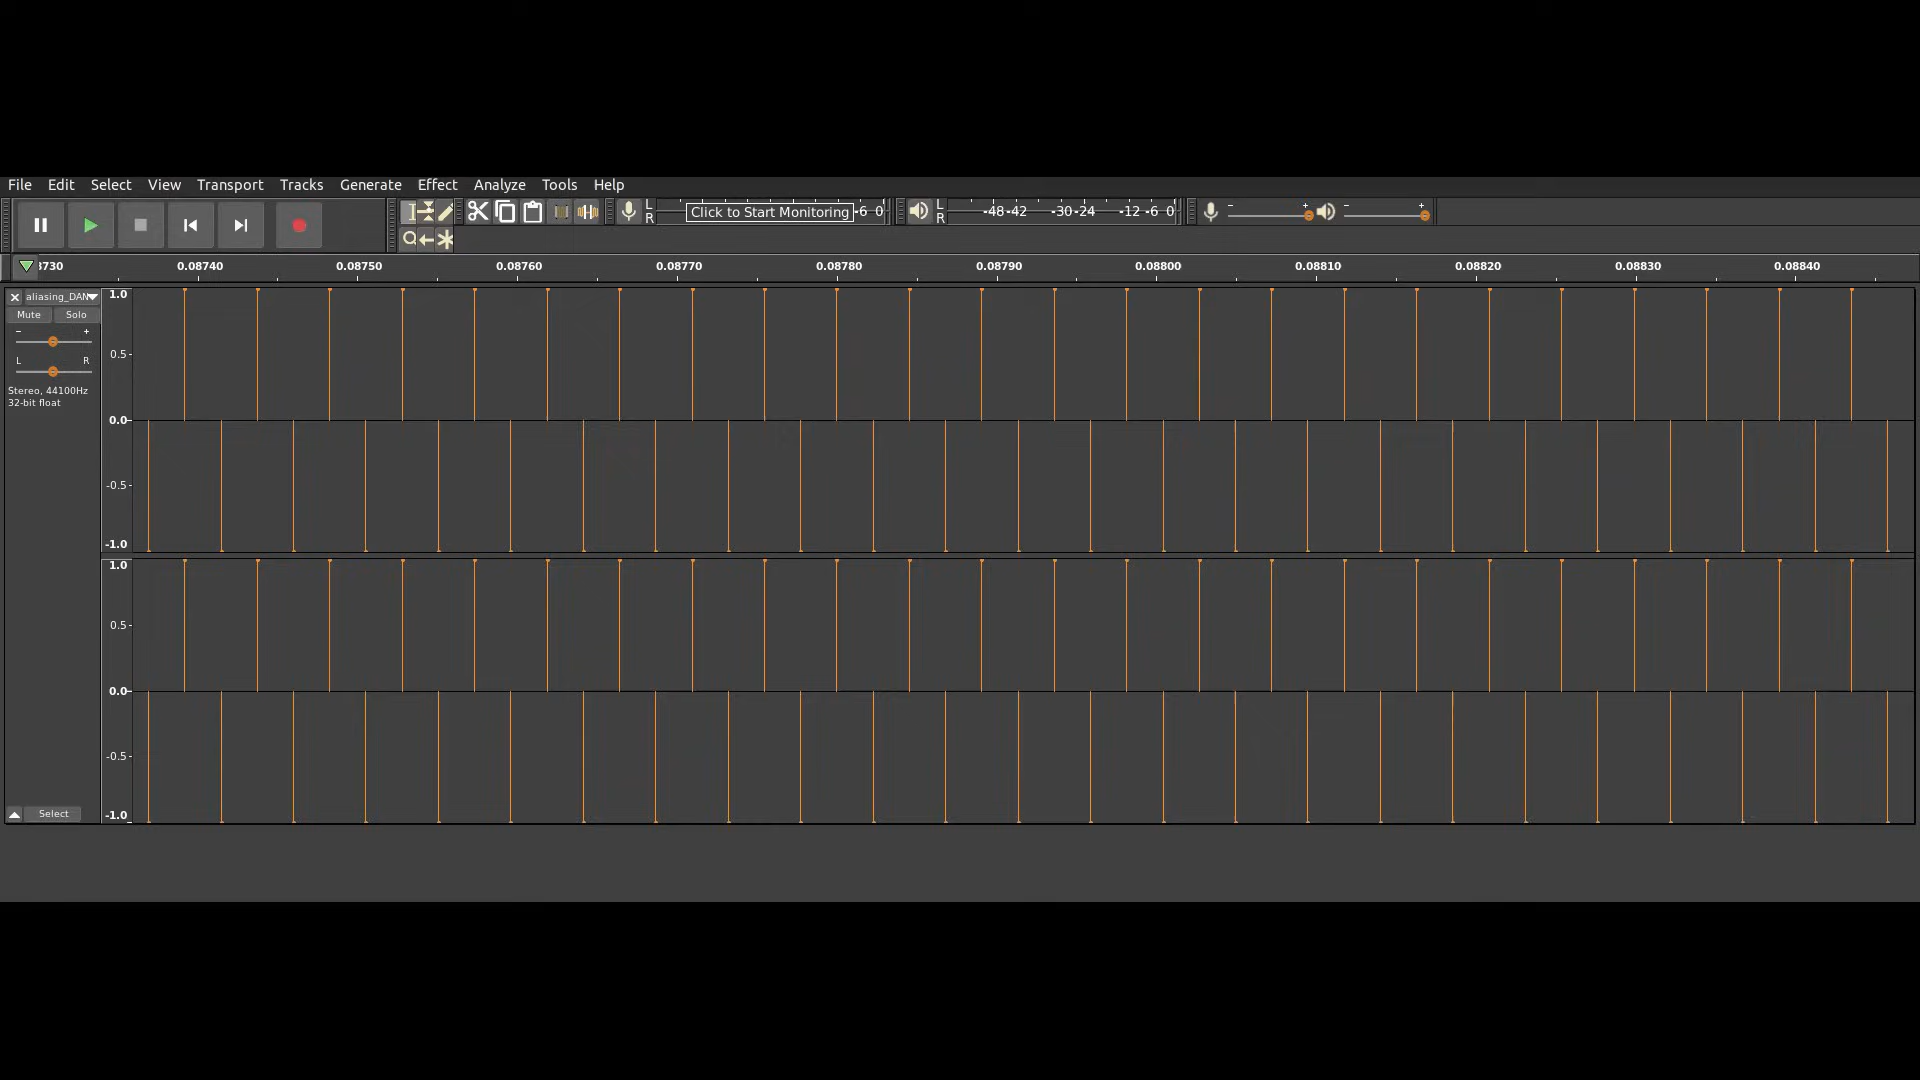 File Edit Select View Transport Tracks Generate Effect Analyze Tools Help
L R Click to Start Monitoring -6 0 L R -48 -42 -30 -24 -12 -6 0 - + - +
3730 0.08740 0.08750 0.08760 0.08770 0.08780 0.08790 0.08800 0.08810 0.08820 0.08830 0.08840
aliasing_DAN
Mute Solo
- +
L R
Stereo, 44100Hz
32-bit float
Select
1.0
0.5
0.0
-0.5
-1.0
1.0
0.5
0.0
-0.5
-1.0